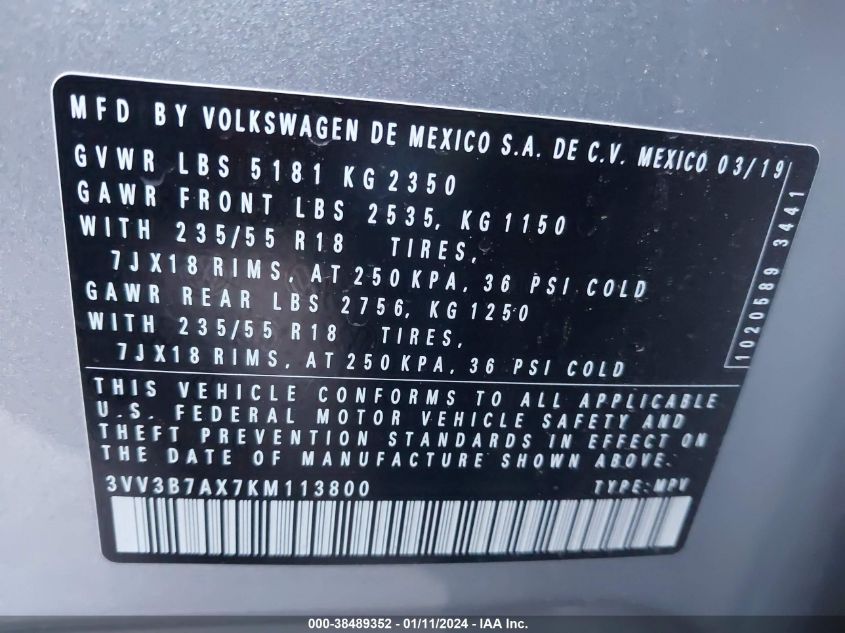 MFD BY VOLKSWAGEN DE MEXICO S.A. DE C.V. MEXICO 03/19
GVWR LBS 5181 KG 2350
GAWR FRONT LBS 2535, KG 1150
WITH 235/55 R18 TIRES,
7JX18 RIMS, AT 250 KPA, 36 PSI COLD
GAWR REAR LBS 2756, KG 1250
WITH 235/55 R18 TIRES,
7JX18 RIMS, AT 250 KPA, 36 PSI COLD
1020589 3441
THIS VEHICLE CONFORMS TO ALL APPLICABLE
U.S. FEDERAL MOTOR VEHICLE SAFETY AND
THEFT PREVENTION STANDARDS IN EFFECT ON
THE DATE OF MANUFACTURE SHOWN ABOVE.
3VV3B7AX7KM113800 TYPE: MPV
000-38489352 - 01/11/2024 - IAA Inc.